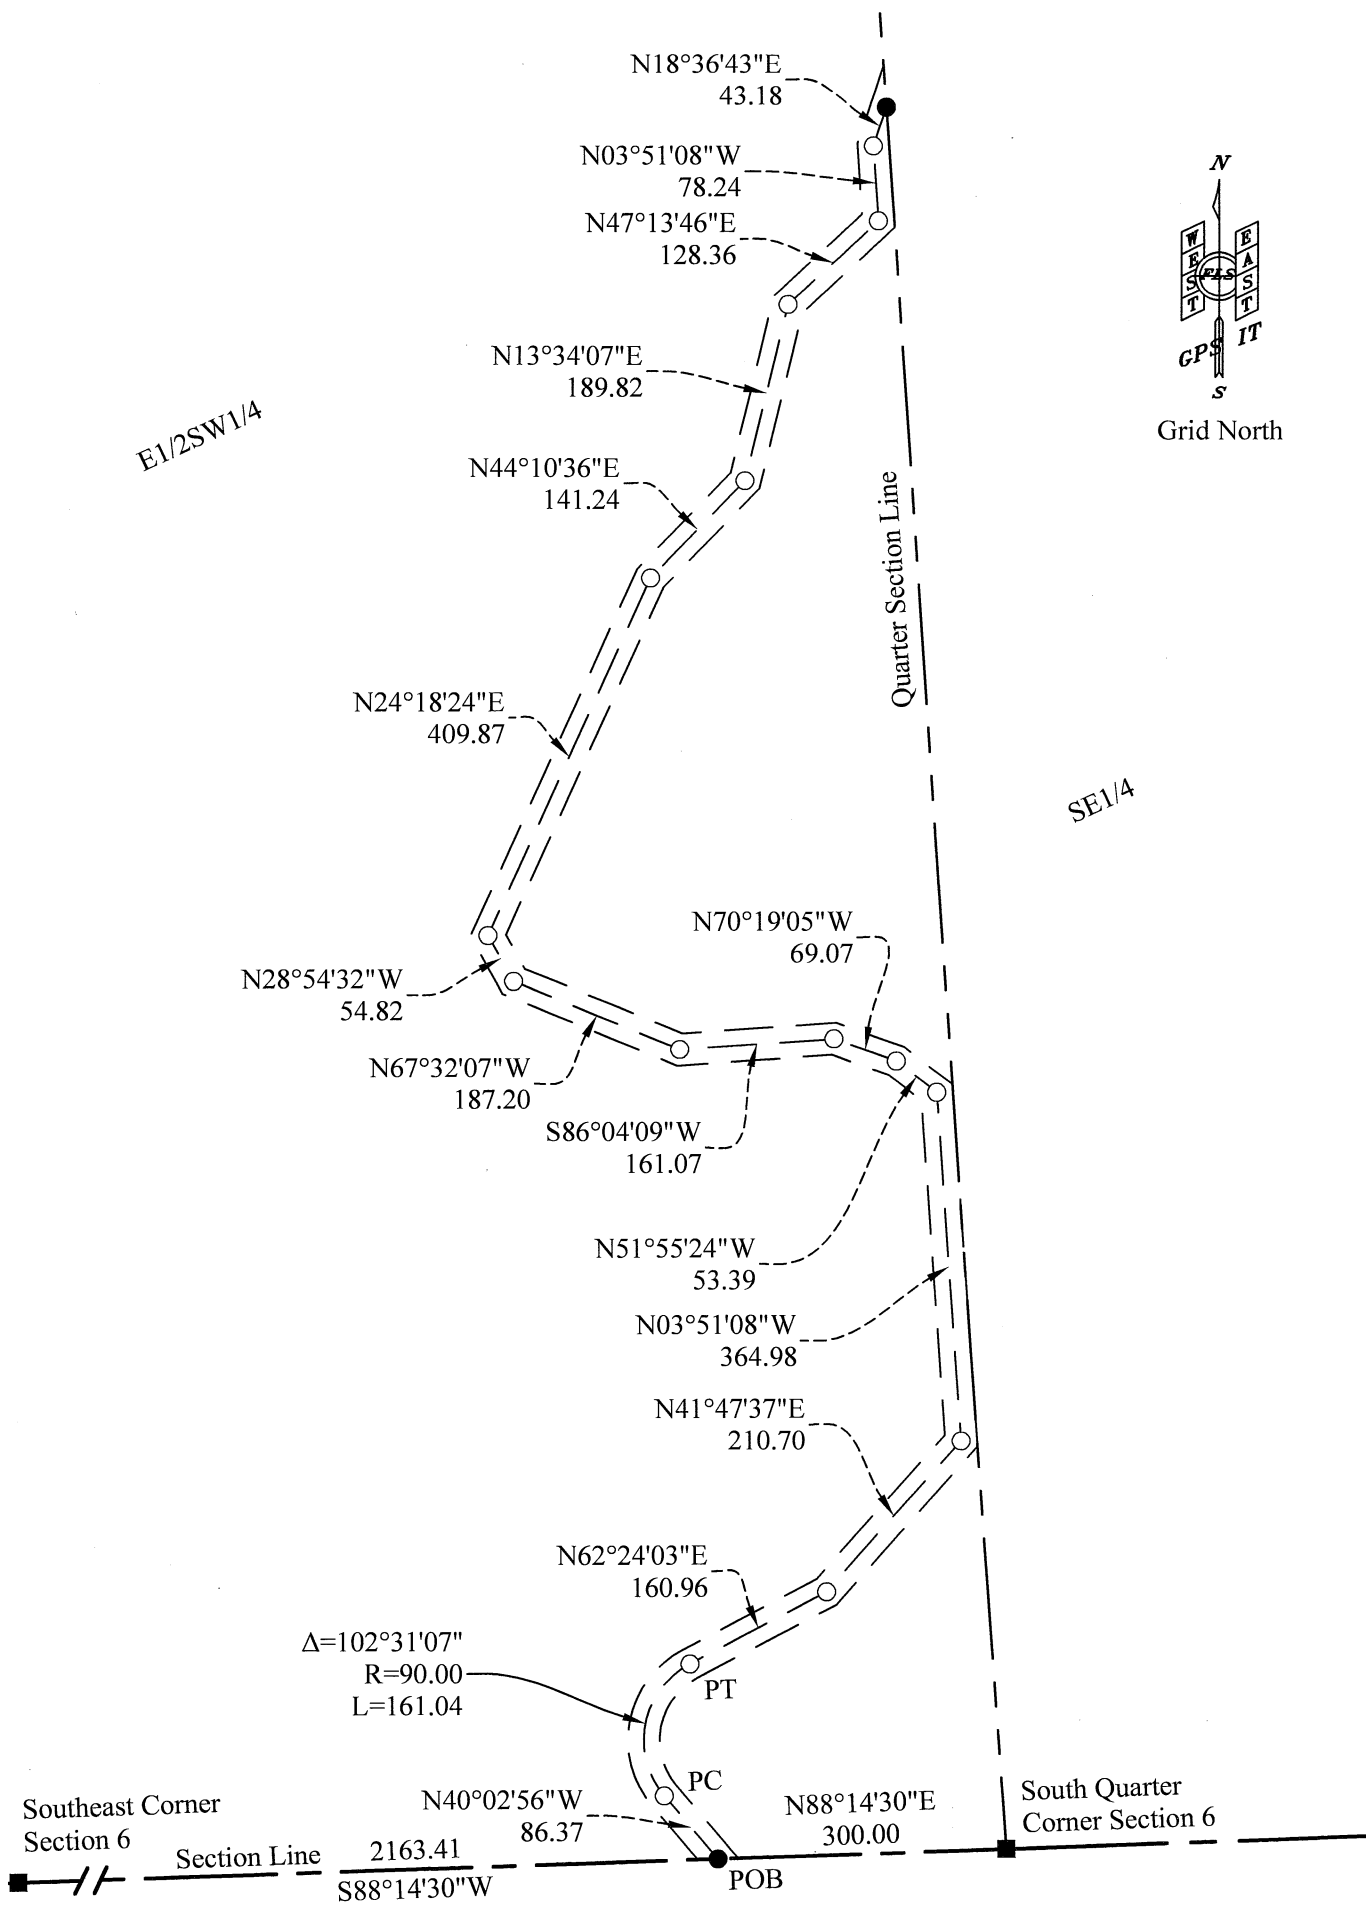 N18°36'43"E
43.18
N03°51'08"W
78.24
N47°13'46"E
128.36
N13°34'07"E
189.82
N44°10'36"E
141.24
N
WEST
EAST
FLS
GPS IT
S
Grid North
E1/2SW1/4
Quarter Section Line
N24°18'24"E
409.87
SE1/4
N70°19'05"W
69.07
N28°54'32"W
54.82
N67°32'07"W
187.20
S86°04'09"W
161.07
N51°55'24"W
53.39
N03°51'08"W
364.98
N41°47'37"E
210.70
N62°24'03"E
160.96
Δ=102°31'07"
R=90.00
L=161.04
PT
PC
N40°02'56"W
86.37
N88°14'30"E
300.00
South Quarter
Corner Section 6
Southeast Corner
Section 6
Section Line
2163.41
S88°14'30"W
POB